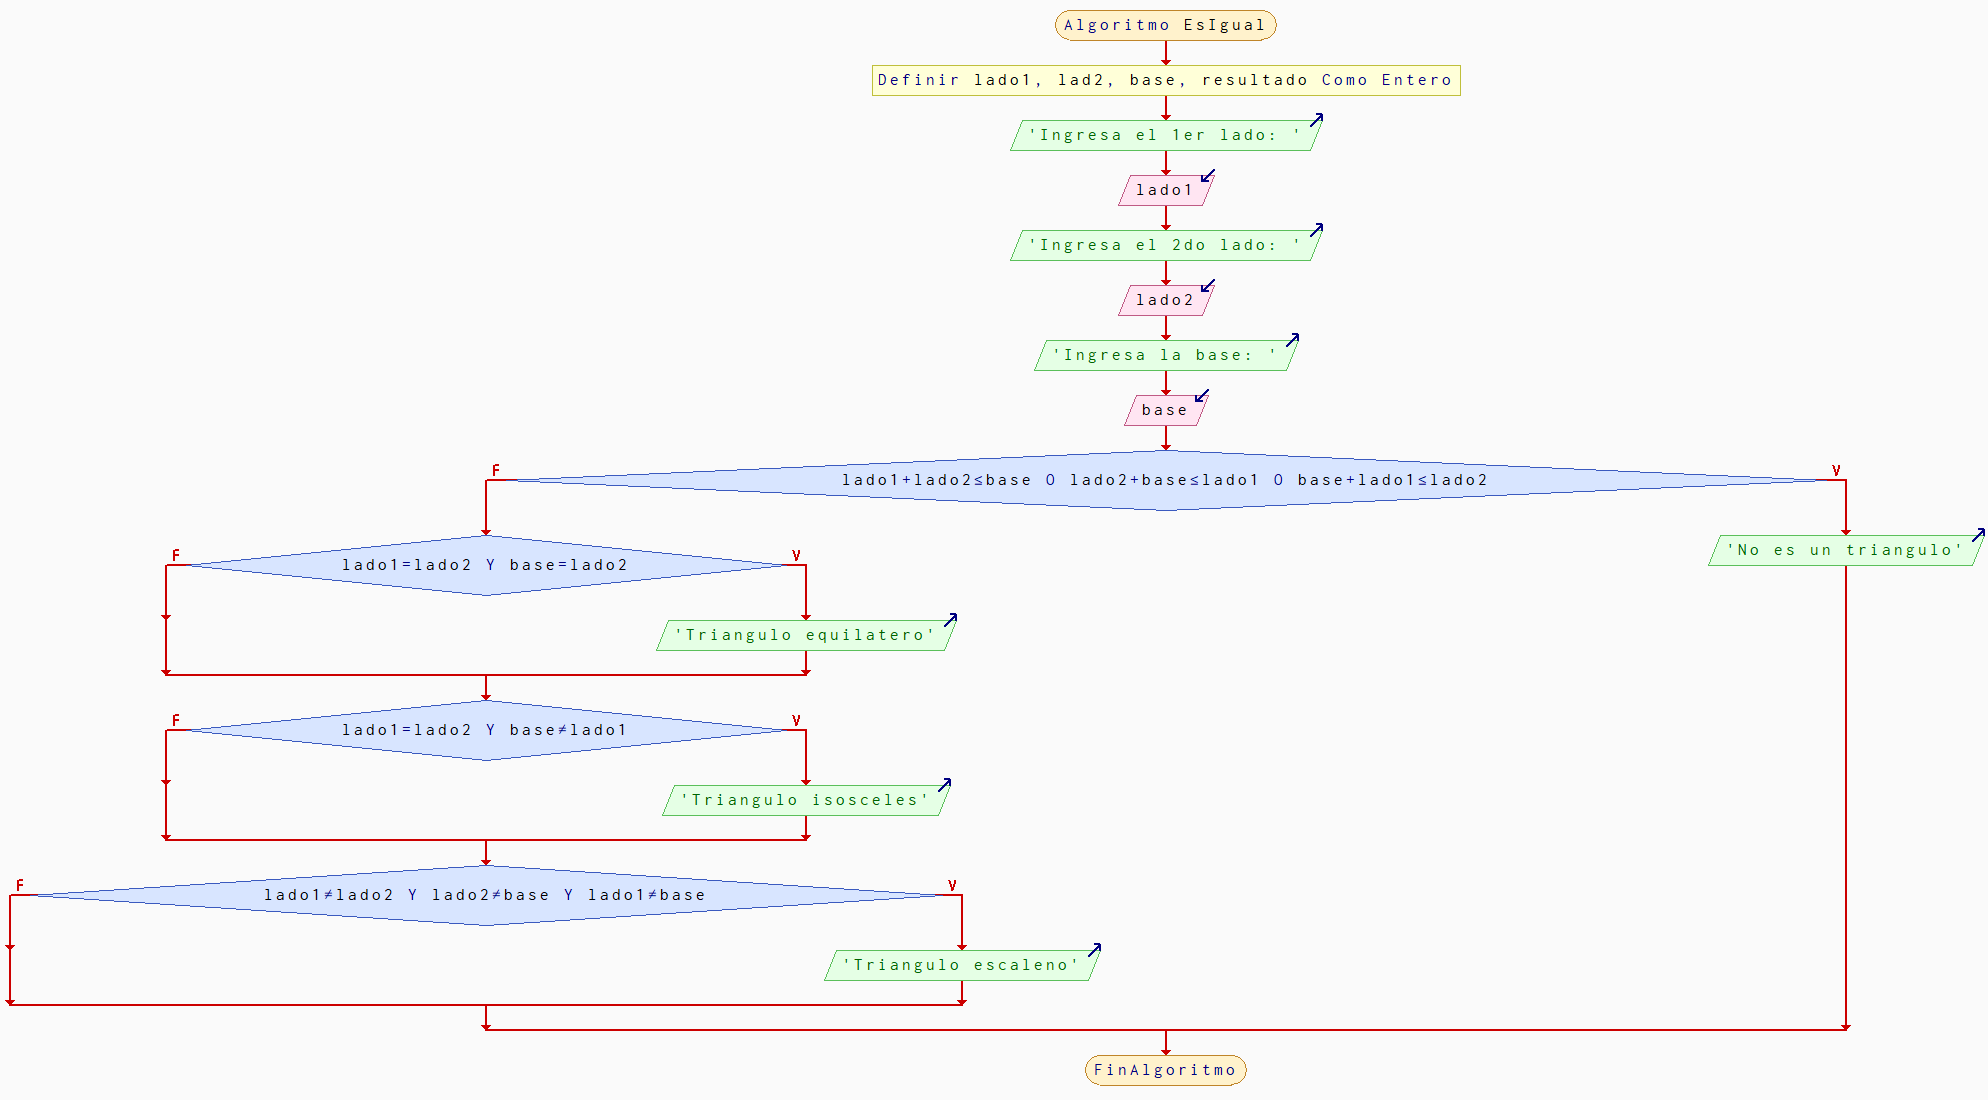 Algoritmo EsIgual
Definir lado1, lad2, base, resultado Como Entero
'Ingresa el 1er lado: '
lado1
'Ingresa el 2do lado: '
lado2
'Ingresa la base: '
base
F
V
lado1+lado2≤base O lado2+base≤lado1 O base+lado1≤lado2
'No es un triangulo'
F
V
lado1=lado2 Y base=lado2
'Triangulo equilatero'
F
V
lado1=lado2 Y base≠lado1
'Triangulo isosceles'
F
V
lado1≠lado2 Y lado2≠base Y lado1≠base
'Triangulo escaleno'
FinAlgoritmo